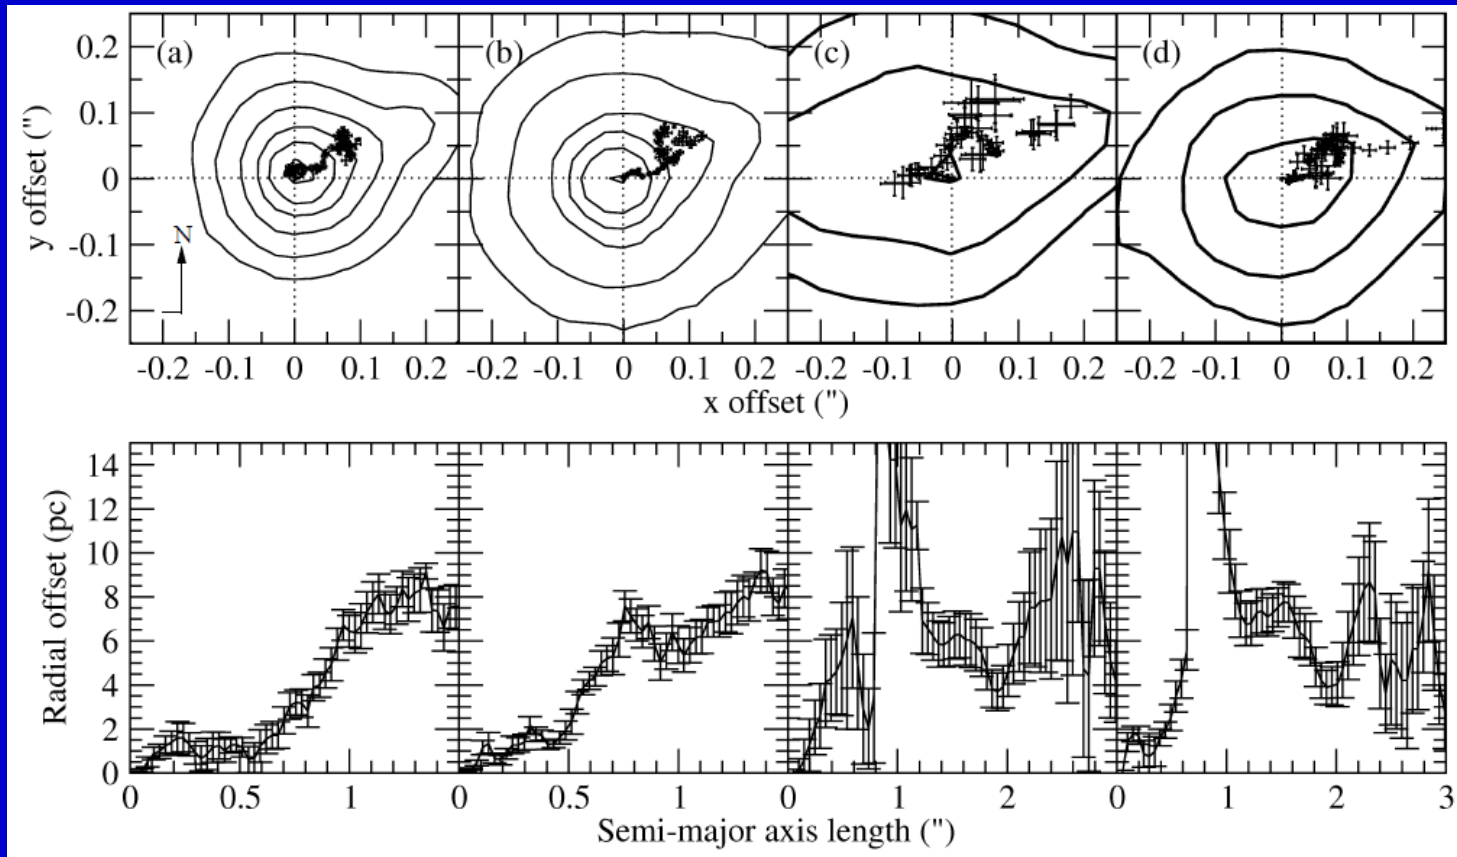 (a) (b) (c) (d)
0.2
0.1
0
-0.1
-0.2
y offset (")
N
-0.2 -0.1 0 0.1 0.2 -0.2 -0.1 0 0.1 0.2 -0.2 -0.1 0 0.1 0.2 -0.2 -0.1 0 0.1 0.2
x offset (")
14
12
10
8
6
4
2
0
Radial offset (pc)
0 0.5 1 0 0.5 1 0 1 2 0 1 2 3
Semi-major axis length (")